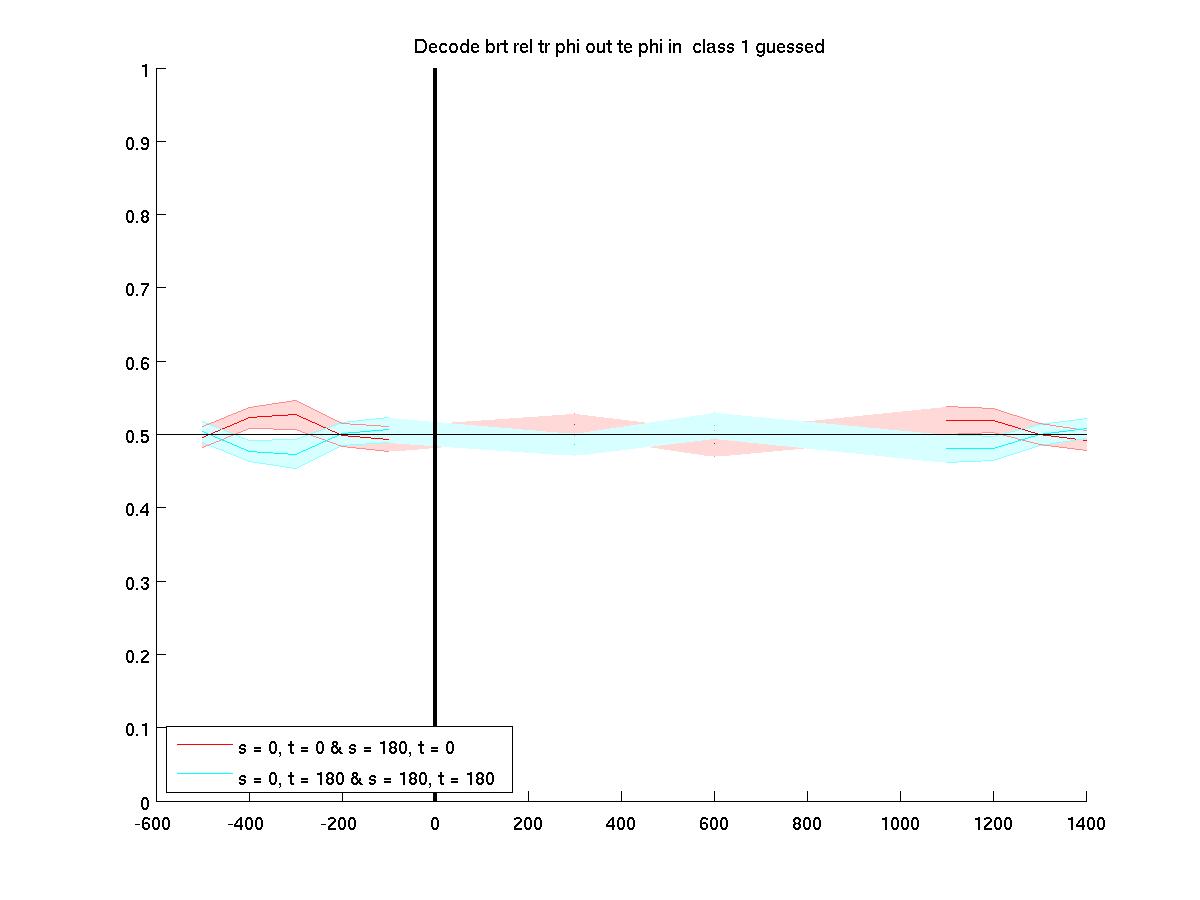 Decode brt rel tr phi out te phi in  class 1 guessed
1
0.9
0.8
0.7
0.6
0.5
0.4
0.3
0.2
0.1
0
s = 0, t = 0 & s = 180, t = 0
s = 0, t = 180 & s = 180, t = 180
-600 -400 -200 0 200 400 600 800 1000 1200 1400